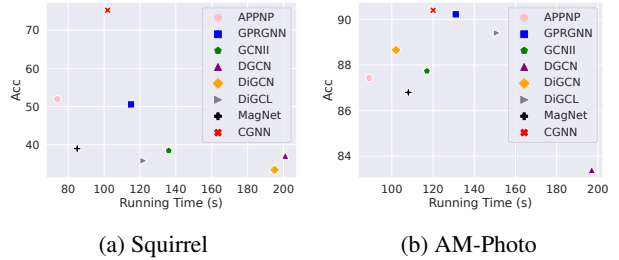 70
60
50
40
Acc
80
100
120
140
160
180
200
Running Time (s)
APPNP
GPRGNN
GCNII
DGCN
DiGCN
DiGCL
MagNet
CGNN
(a) Squirrel
90
88
86
84
Acc
100
120
140
160
180
200
Running Time (s)
APPNP
GPRGNN
GCNII
DGCN
DiGCN
DiGCL
MagNet
CGNN
(b) AM-Photo